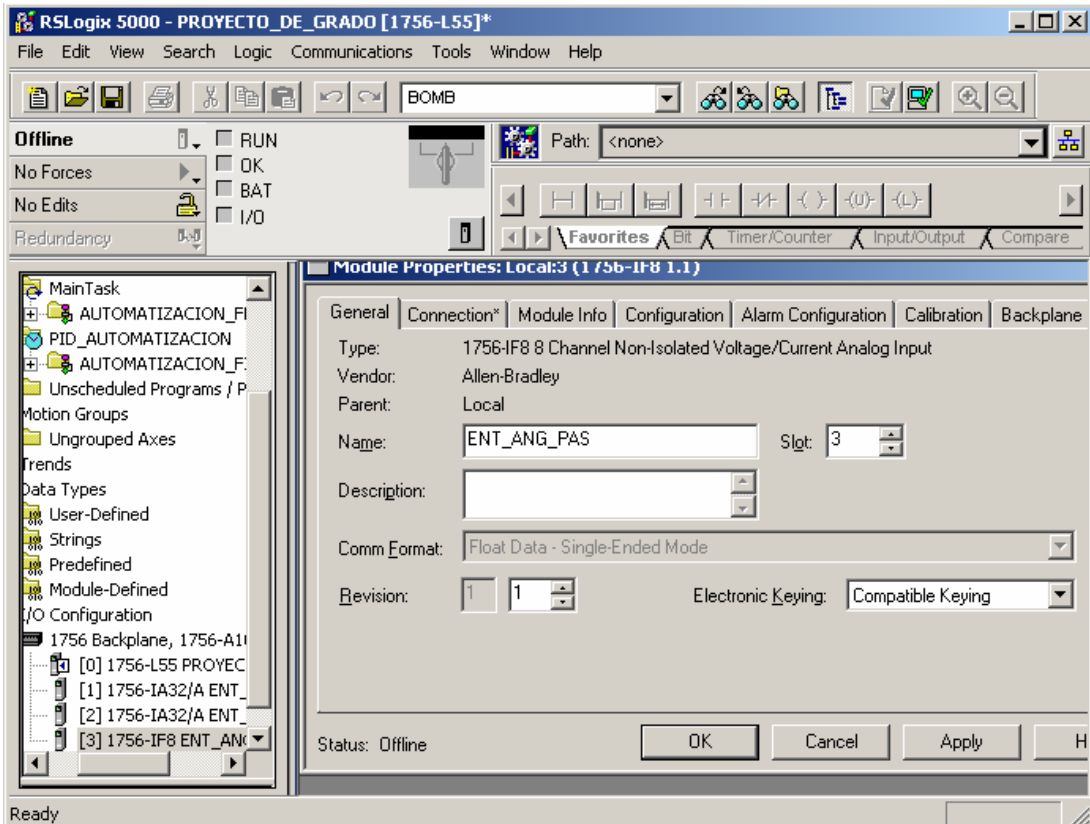 RSLogix 5000 - PROYECTO_DE_GRADO [1756-L55]*
File Edit View Search Logic Communications Tools Window Help
BOMB
Offline
RUN
Path: <none>
No Forces
OK
BAT
No Edits
I/O
Redundancy
Favorites Bit Timer/Counter Input/Output Compare
MainTask
AUTOMATIZACION_FI
PID_AUTOMATIZACION
AUTOMATIZACION_F
Unscheduled Programs / P
Motion Groups
Ungrouped Axes
Trends
Data Types
User-Defined
Strings
Predefined
Module-Defined
I/O Configuration
1756 Backplane, 1756-A1
[0] 1756-L55 PROYEC
[1] 1756-IA32/A ENT_
[2] 1756-IA32/A ENT_
[3] 1756-IF8 ENT_AN
Module Properties: Local:3 (1756-IF8 1.1)
General Connection* Module Info Configuration Alarm Configuration Calibration Backplane
Type: 1756-IF8 8 Channel Non-Isolated Voltage/Current Analog Input
Vendor: Allen-Bradley
Parent: Local
Name: ENT_ANG_PAS Slot: 3
Description:
Comm Format: Float Data - Single-Ended Mode
Revision: 1 1 Electronic Keying: Compatible Keying
Status: Offline OK Cancel Apply H
Ready